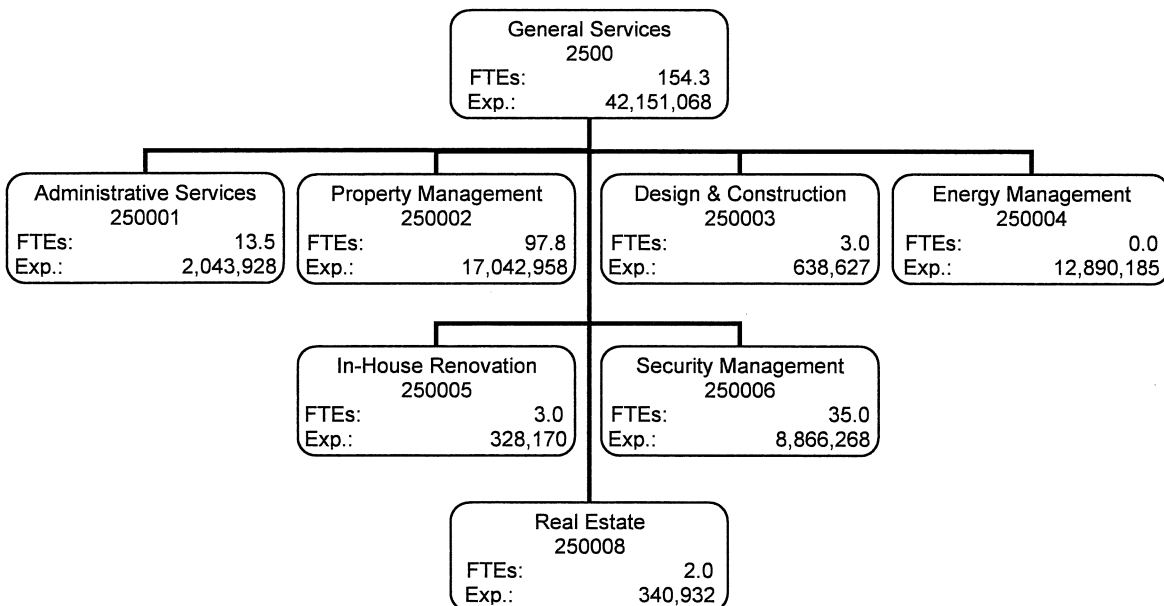 General Services
2500
FTEs: 154.3
Exp.: 42,151,068
Administrative Services
250001
FTEs: 13.5
Exp.: 2,043,928
Property Management
250002
FTEs: 97.8
Exp.: 17,042,958
Design & Construction
250003
FTEs: 3.0
Exp.: 638,627
Energy Management
250004
FTEs: 0.0
Exp.: 12,890,185
In-House Renovation
250005
FTEs: 3.0
Exp.: 328,170
Security Management
250006
FTEs: 35.0
Exp.: 8,866,268
Real Estate
250008
FTEs: 2.0
Exp.: 340,932